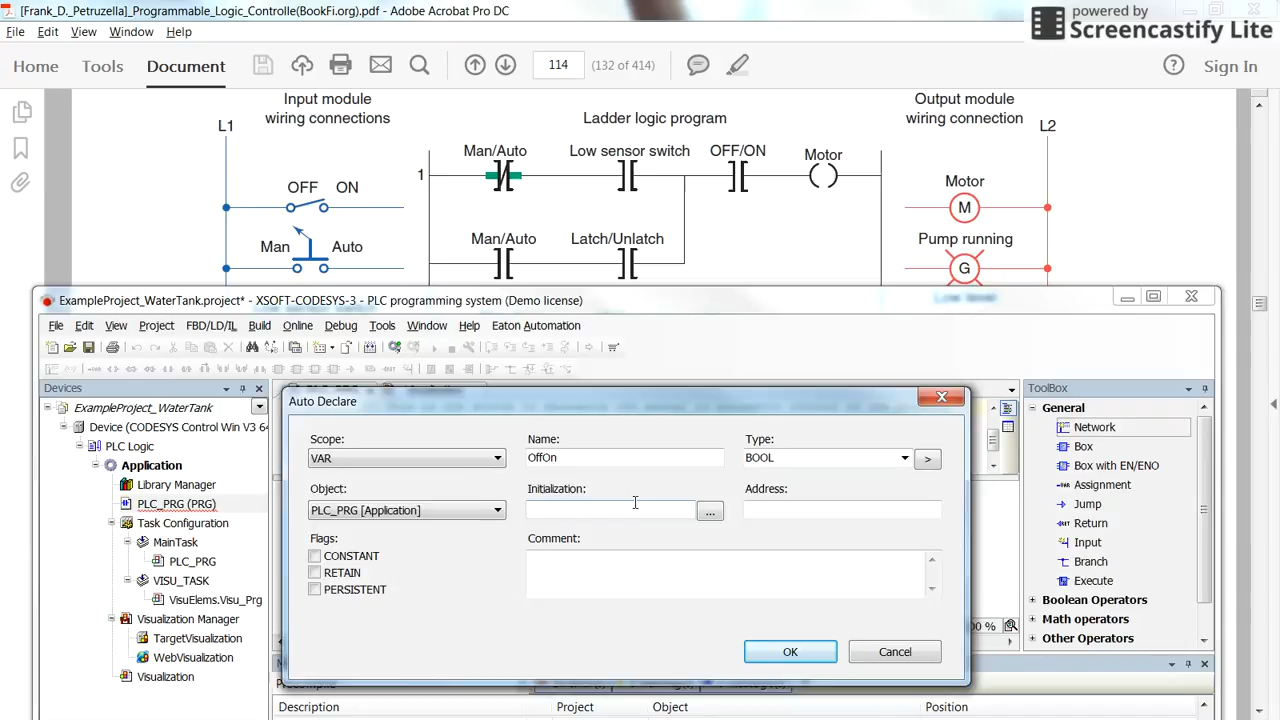 [Frank_D._Petruzella]_Programmable_Logic_Controlle(BookFi.org).pdf - Adobe Acrobat Pro DC
powered by
Screencastify Lite
File Edit View Window Help
Home Tools Document 114 (132 of 414) Sign In
Input module
wiring connections
Ladder logic program
Output module
wiring connection
L1
L2
Man/Auto Low sensor switch OFF/ON Motor
1
OFF ON
Motor
M
Man Auto
Man/Auto Latch/Unlatch
Pump running
G
ExampleProject_WaterTank.project* - XSOFT-CODESYS-3 - PLC programming system (Demo license)
File Edit View Project FBD/LD/IL Build Online Debug Tools Window Help Eaton Automation
Devices
ExampleProject_WaterTank
Device (CODESYS Control Win V3 64
PLC Logic
Application
Library Manager
PLC_PRG (PRG)
Task Configuration
MainTask
PLC_PRG
VISU_TASK
VisuElems.Visu_Prg
Visualization Manager
TargetVisualization
WebVisualization
Visualization
Auto Declare
Scope: Name: Type:
VAR OffOn BOOL >
Object: Initialization: Address:
PLC_PRG [Application] ...
Flags: Comment:
CONSTANT
RETAIN
PERSISTENT
OK Cancel
ToolBox
General
Network
Box
Box with EN/ENO
Assignment
Jump
Return
Input
Branch
Execute
Boolean Operators
Math operators
Other Operators
Description Project Object Position